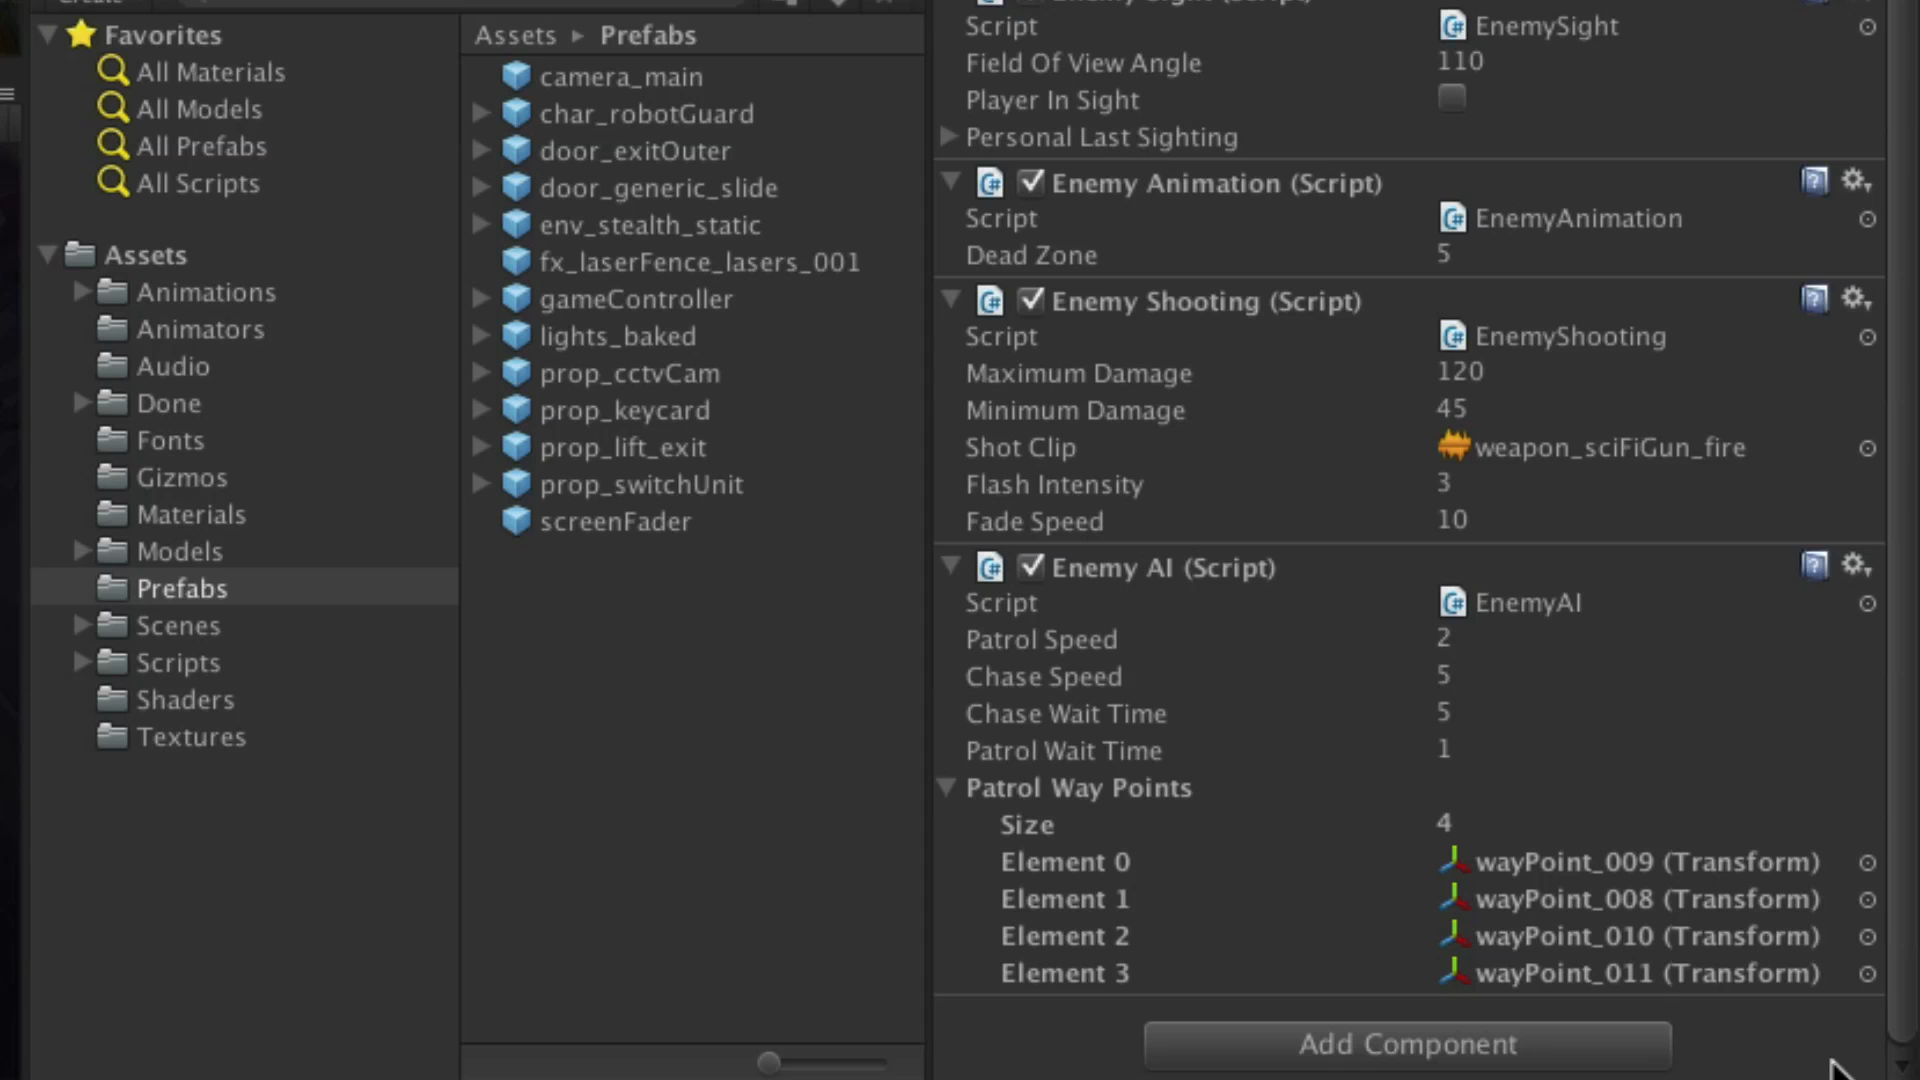 Favorites
All Materials
All Models
All Prefabs
All Scripts
Assets
Animations
Animators
Audio
Done
Fonts
Gizmos
Materials
Models
Prefabs
Scenes
Scripts
Shaders
Textures
Assets ▸ Prefabs
camera_main
char_robotGuard
door_exitOuter
door_generic_slide
env_stealth_static
fx_laserFence_lasers_001
gameController
lights_baked
prop_cctvCam
prop_keycard
prop_lift_exit
prop_switchUnit
screenFader
Script EnemySight
Field Of View Angle 110
Player In Sight
Personal Last Sighting
Enemy Animation (Script)
Script EnemyAnimation
Dead Zone 5
Enemy Shooting (Script)
Script EnemyShooting
Maximum Damage 120
Minimum Damage 45
Shot Clip weapon_sciFiGun_fire
Flash Intensity 3
Fade Speed 10
Enemy AI (Script)
Script EnemyAI
Patrol Speed 2
Chase Speed 5
Chase Wait Time 5
Patrol Wait Time 1
Patrol Way Points
Size 4
Element 0 wayPoint_009 (Transform)
Element 1 wayPoint_008 (Transform)
Element 2 wayPoint_010 (Transform)
Element 3 wayPoint_011 (Transform)
Add Component